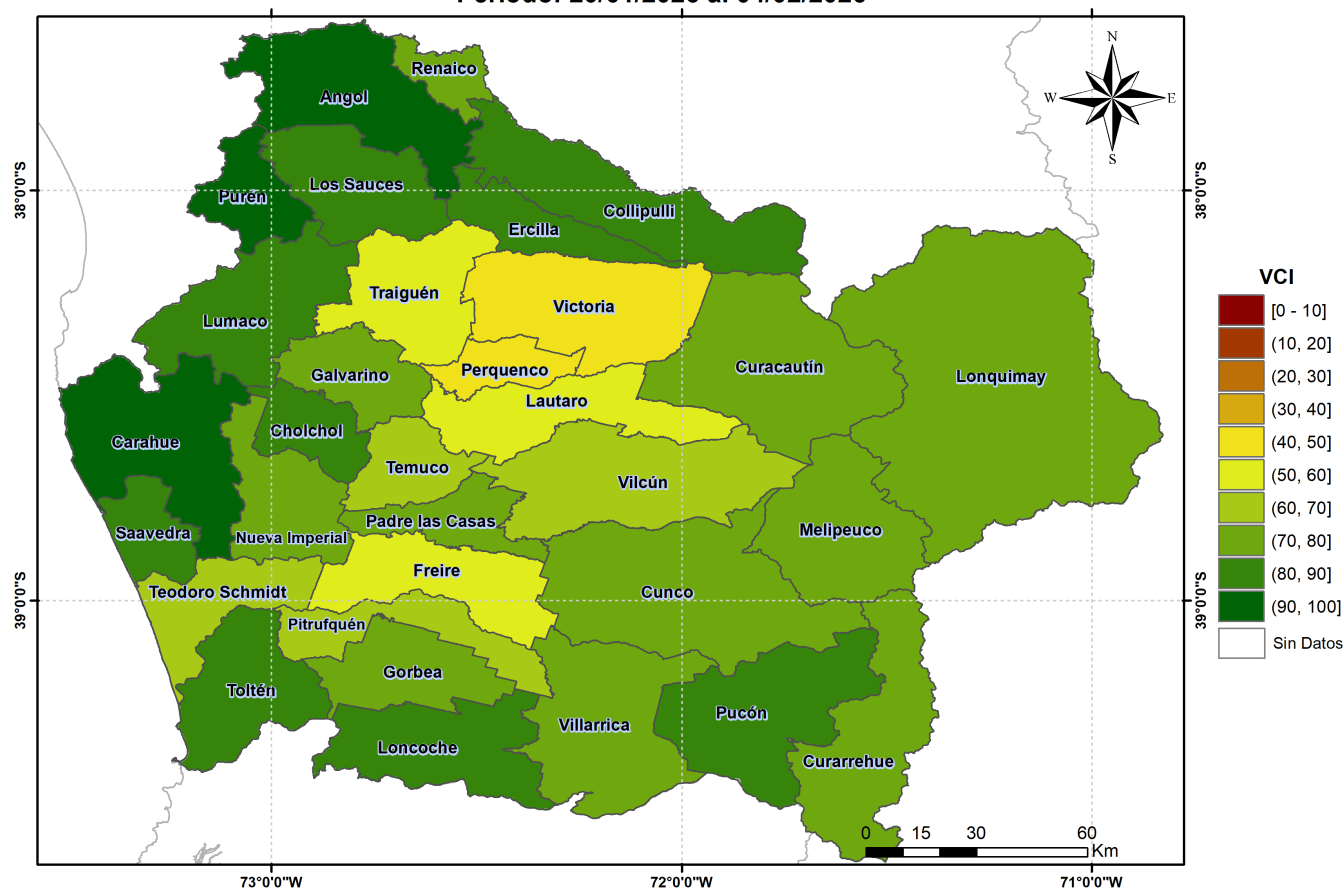 N
W
E
S
38°0'0"S
38°0'0"S
39°0'0"S
39°0'0"S
Renaico
Angol
Los Sauces
Purén
Collipulli
Ercilla
Traiguén
Victoria
Lumaco
Galvarino
Perquenco
Curacautín
Lonquimay
Lautaro
Carahue
Cholchol
Temuco
Vilcún
Padre las Casas
Melipeuco
Saavedra
Nueva Imperial
Freire
Teodoro Schmidt
Cunco
Pitrufquén
Gorbea
Toltén
Villarrica
Pucón
Loncoche
Curarrehue
VCI
[0 - 10]
(10, 20]
(20, 30]
(30, 40]
(40, 50]
(50, 60]
(60, 70]
(70, 80]
(80, 90]
(90, 100]
Sin Datos
0 15 30 60
Km
73°0'0"W
72°0'0"W
71°0'0"W